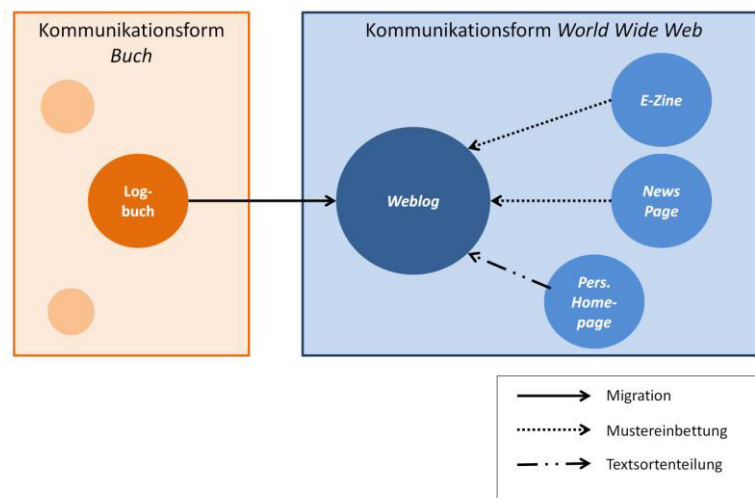 Kommunikationsform
Buch
Kommunikationsform World Wide Web
E-Zine
Log-
buch
Weblog
News
Page
Pers.
Home-
page
Migration
Mustereinbettung
Textsortenteilung